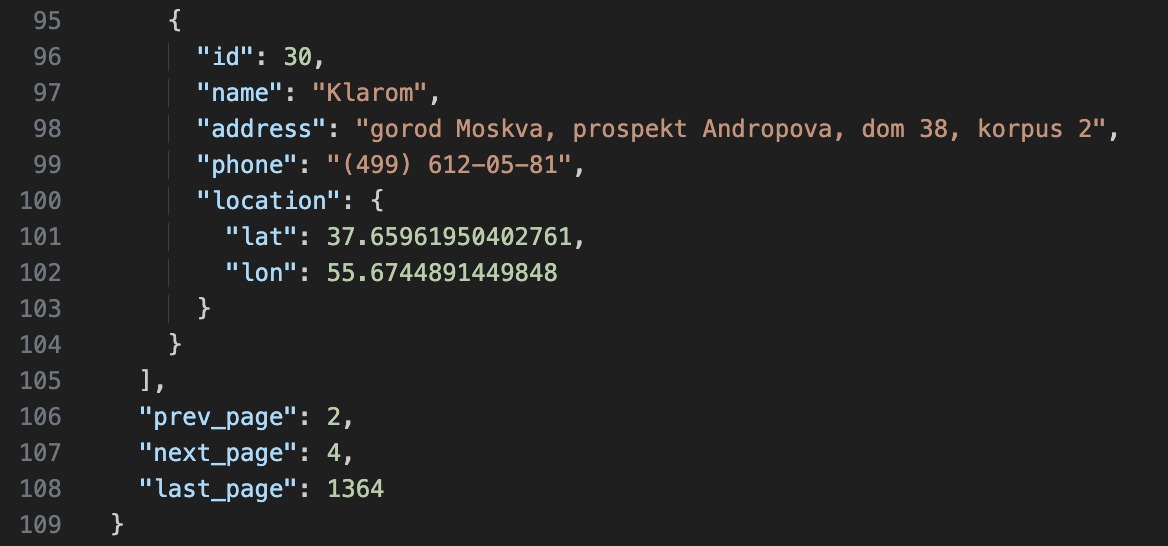 95 {
96 "id": 30,
97 "name": "Klarom",
98 "address": "gorod Moskva, prospekt Andropova, dom 38, korpus 2",
99 "phone": "(499) 612-05-81",
100 "location": {
101 "lat": 37.65961950402761,
102 "lon": 55.6744891449848
103 }
104 }
105 ],
106 "prev_page": 2,
107 "next_page": 4,
108 "last_page": 1364
109 }